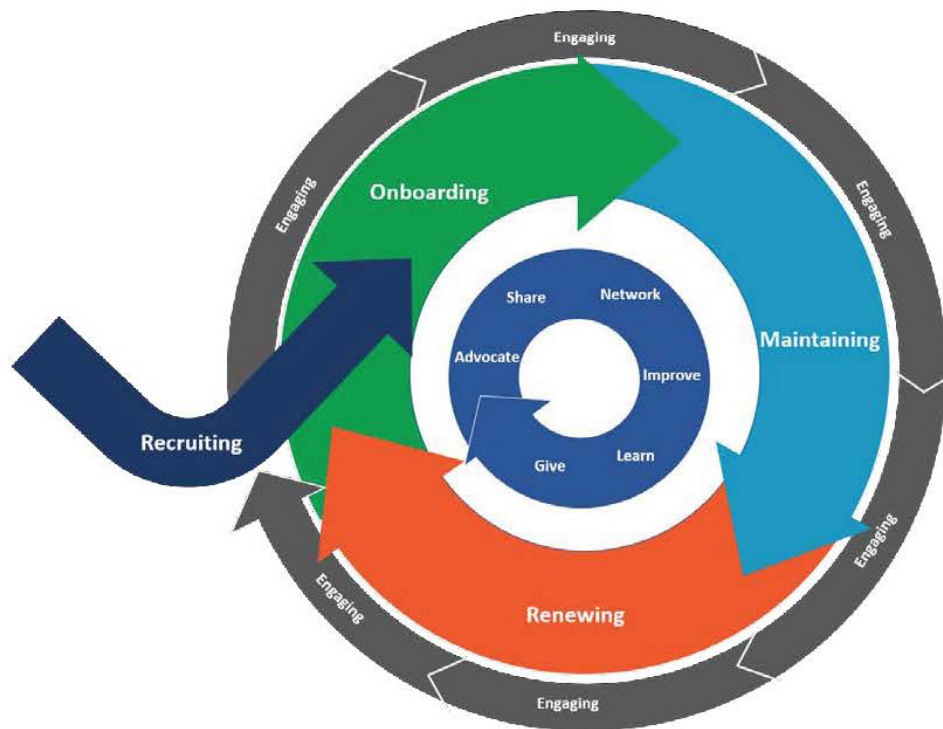 Engaging
Engaging
Engaging
Engaging
Engaging
Engaging
Onboarding
Maintaining
Renewing
Recruiting
Share
Network
Improve
Learn
Give
Advocate